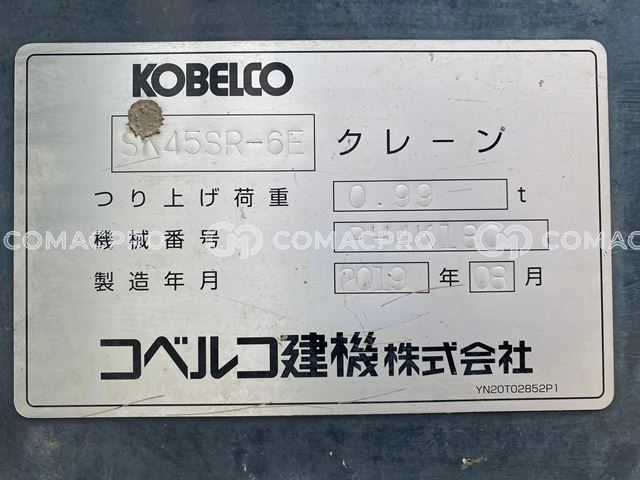 KOBELCO
SK45SR-6E クレーン
つり上げ荷重 0.99 t
COMACPRO COMACPRO COMACPRO
機械番号
製造年月 2019 年 08 月
コベルコ建機株式会社
YN20T02852P1